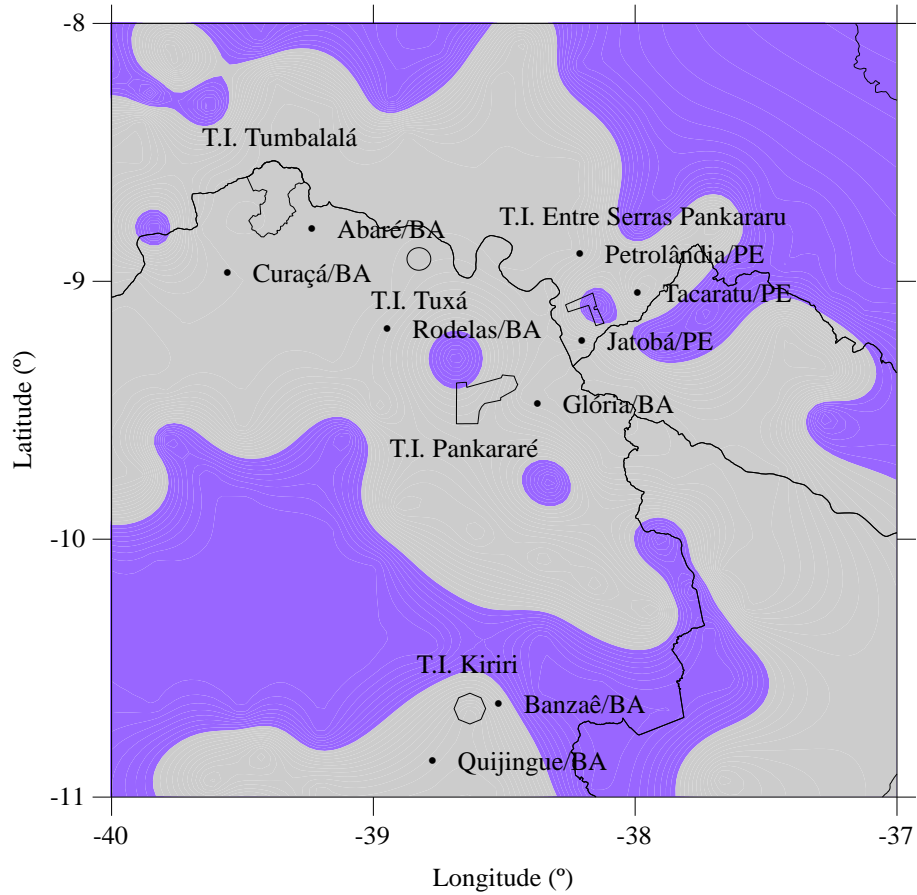 -8
T.I. Tumbalalá
T.I. Entre Serras Pankararu
Abaré/BA
Petrolândia/PE
Curaçá/BA
-9
T.I. Tuxá
Tacaratu/PE
Rodelas/BA
Jatobá/PE
Glória/BA
Latitude (º)
T.I. Pankararé
-10
T.I. Kiriri
Banzaê/BA
Quijingue/BA
-11
-40
-39
-38
-37
Longitude (º)